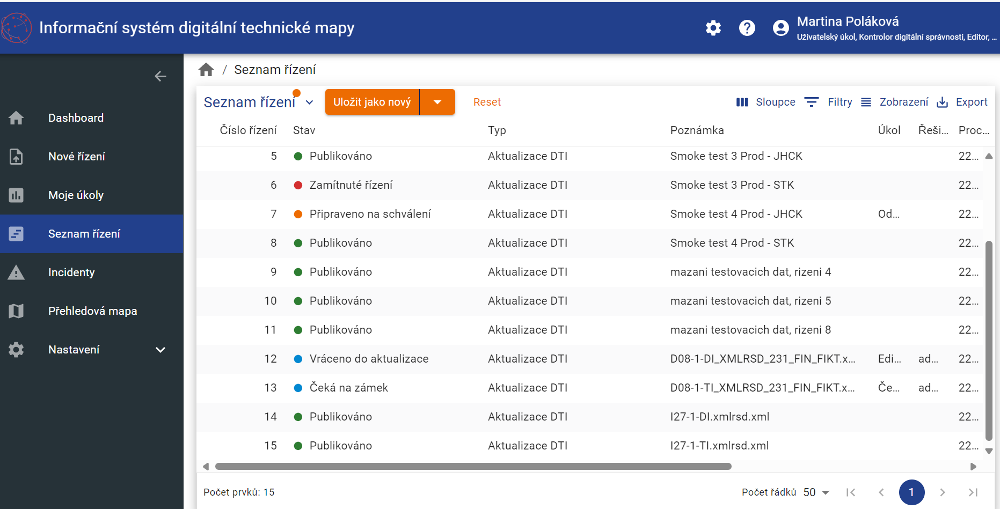 Informační systém digitální technické mapy
Martina Poláková
Uživatelský úkol, Kontrolor digitální správnosti, Editor, ...
Dashboard
Nové řízení
Moje úkoly
Seznam řízení
Incidenty
Přehledová mapa
Nastavení
/ Seznam řízení
Seznam řízení Uložit jako nový Reset Sloupce Filtry Zobrazení Export
Číslo řízení Stav Typ Poznámka Úkol Řeši... Proc...
5 Publikováno Aktualizace DTI Smoke test 3 Prod - JHCK 22...
6 Zamítnuté řízení Aktualizace DTI Smoke test 3 Prod - STK 22...
7 Připraveno na schválení Aktualizace DTI Smoke test 4 Prod - JHCK Od... 22...
8 Publikováno Aktualizace DTI Smoke test 4 Prod - STK 22...
9 Publikováno Aktualizace DTI mazani testovacich dat, rizeni 4 22...
10 Publikováno Aktualizace DTI mazani testovacich dat, rizeni 5 22...
11 Publikováno Aktualizace DTI mazani testovacich dat, rizeni 8 22...
12 Vráceno do aktualizace Aktualizace DTI D08-1-DI_XMLRSD_231_FIN_FIKT.x... Edi... ad... 22...
13 Čeká na zámek Aktualizace DTI D08-1-TI_XMLRSD_231_FIN_FIKT.x... Če... ad... 22...
14 Publikováno Aktualizace DTI I27-1-DI.xmlrsd.xml 22...
15 Publikováno Aktualizace DTI I27-1-TI.xmlrsd.xml 22...
Počet prvků: 15 Počet řádků 50 1